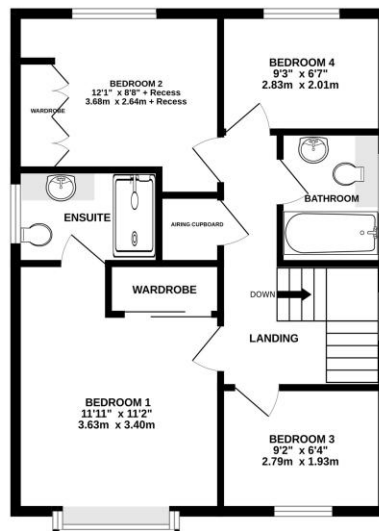 BEDROOM 2
12'1" x 8'8" + Recess
3.68m x 2.64m + Recess
BEDROOM 4
9'3" x 6'7"
2.83m x 2.01m
WARDROBE
ENSUITE
BATHROOM
AIRING CUPBOARD
WARDROBE
DOWN
LANDING
BEDROOM 1
11'11" x 11'2"
3.63m x 3.40m
BEDROOM 3
9'2" x 6'4"
2.79m x 1.93m